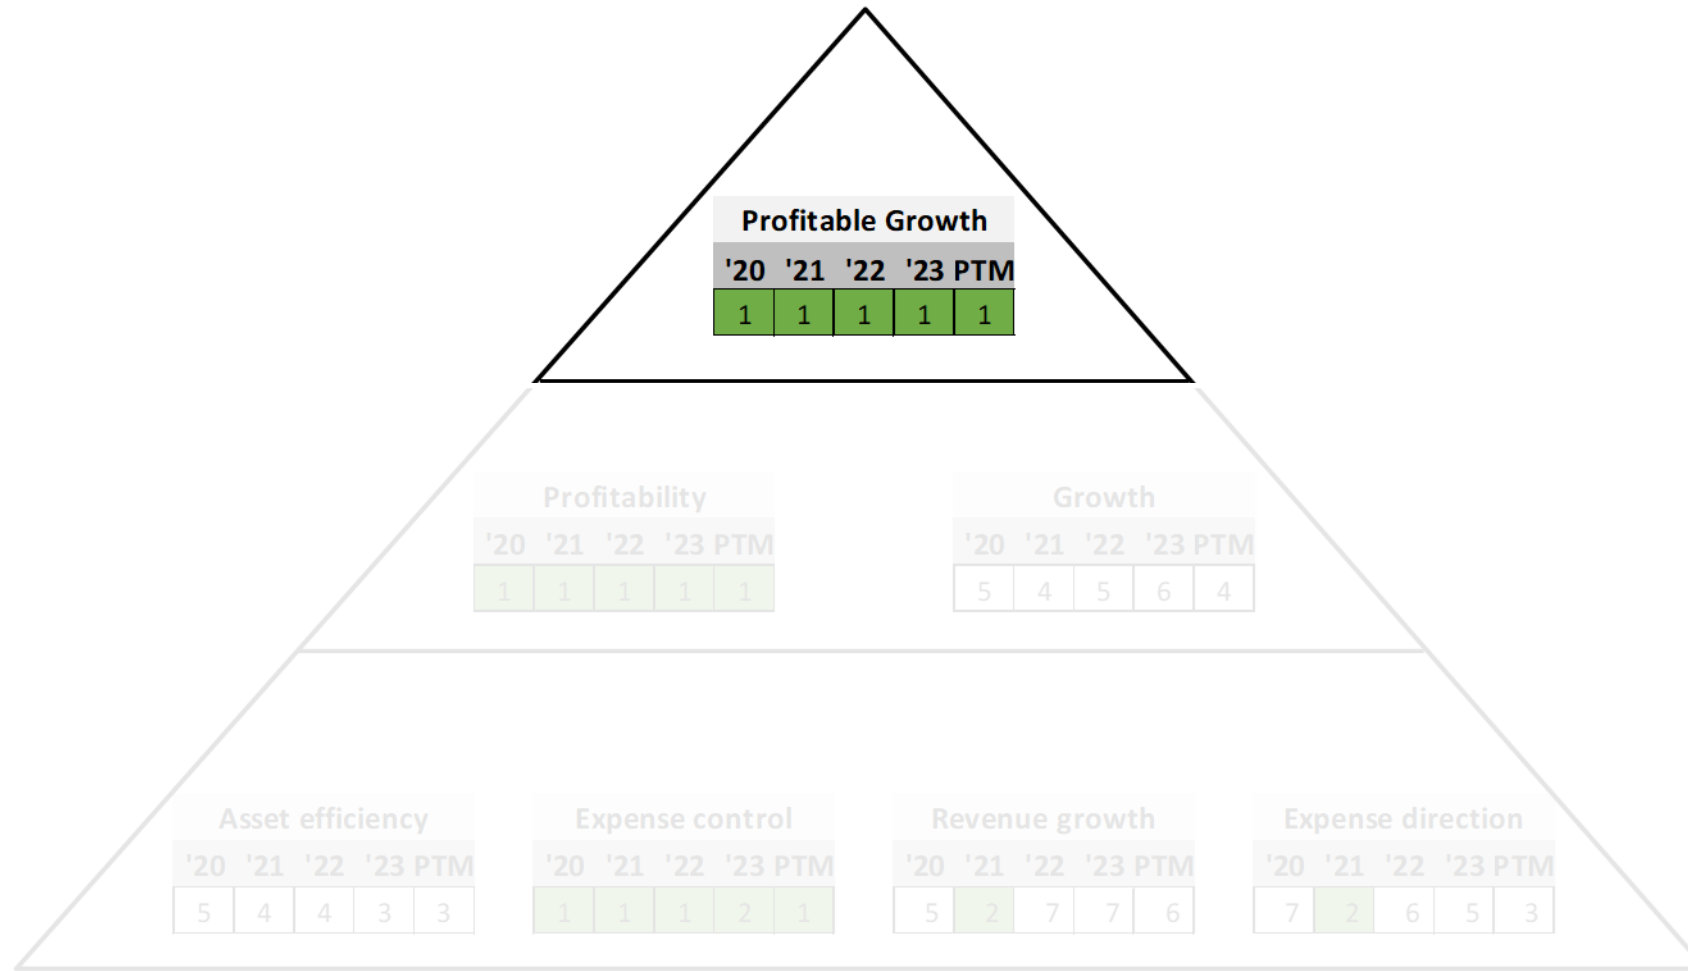 Profitable Growth
'20 '21 '22 '23 PTM
1 1 1 1 1
Profitability
'20 '21 '22 '23 PTM
1 1 1 1 1
Growth
'20 '21 '22 '23 PTM
5 4 5 6 4
Asset efficiency
'20 '21 '22 '23 PTM
5 4 4 3 3
Expense control
'20 '21 '22 '23 PTM
1 1 1 2 1
Revenue growth
'20 '21 '22 '23 PTM
5 2 7 7 6
Expense direction
'20 '21 '22 '23 PTM
7 2 6 5 3